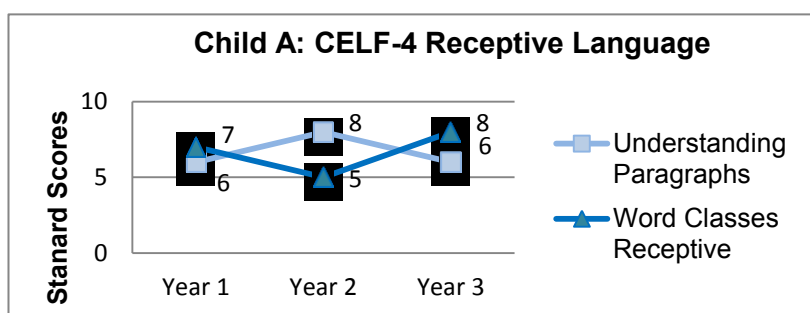 Child A: CELF-4 Receptive Language
Stanard Scores
10
5
0
7
6
8
5
8
6
Year 1 Year 2 Year 3
Understanding
Paragraphs
Word Classes
Receptive